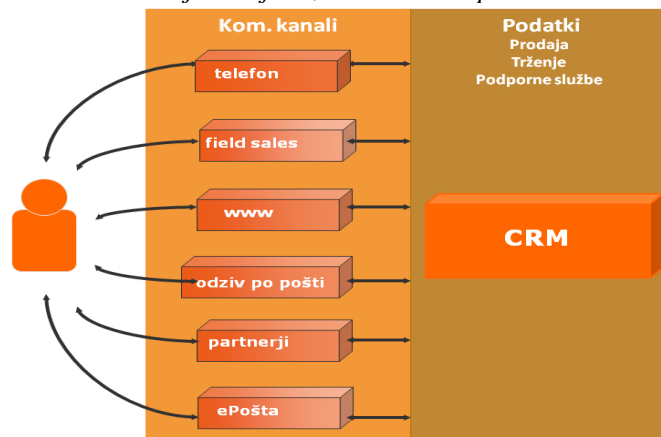 Kom. kanali
telefon
field sales
www
odziv po pošti
partnerji
ePošta
Podatki
Prodaja
Trženje
Podporne službe
CRM